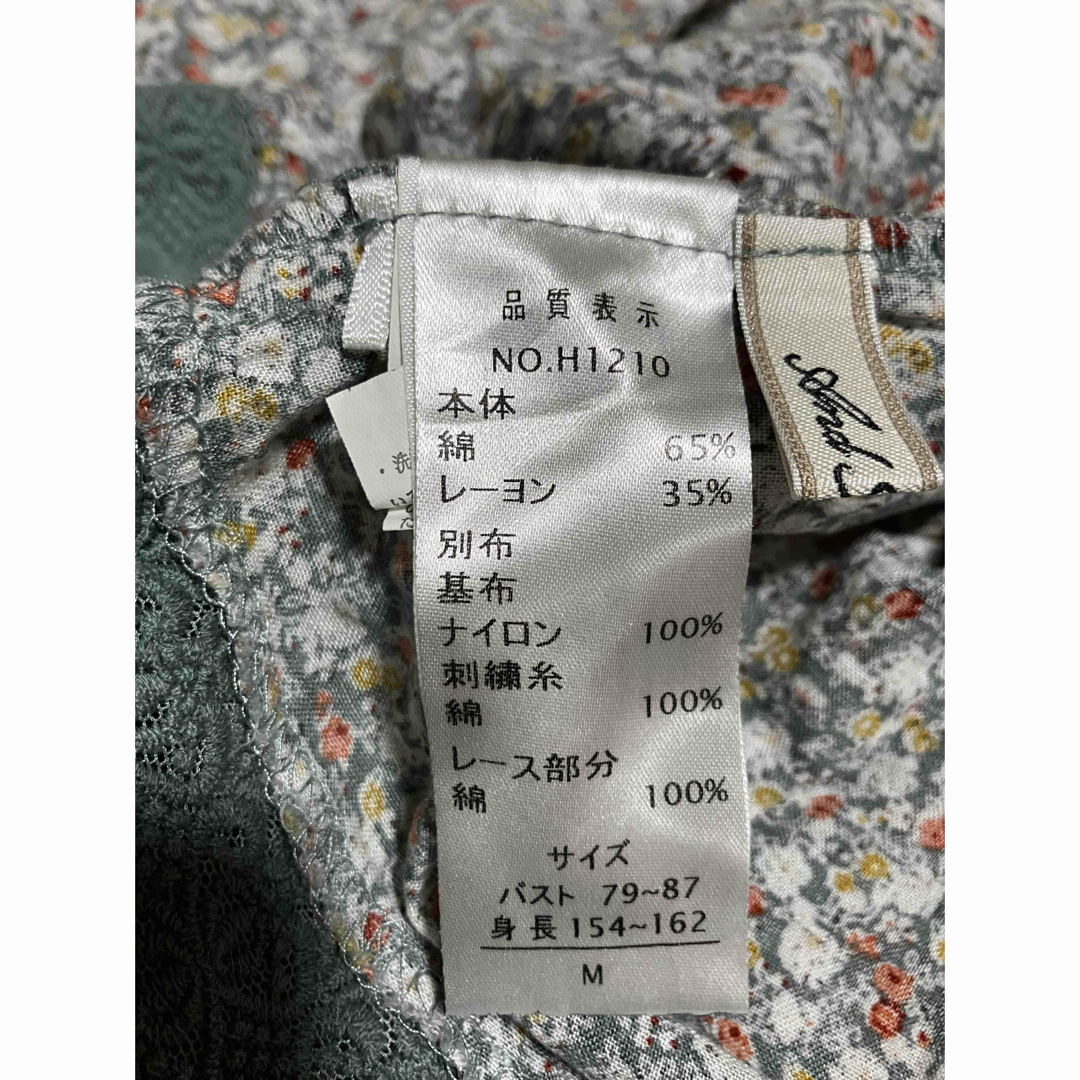 品質表示
NO.H1210
本体
綿 65%
レーヨン 35%
別布
基布
ナイロン 100%
刺繍糸
綿 100%
レース部分
綿 100%
サイズ
バスト 79~87
身長 154~162
M
And
・洗